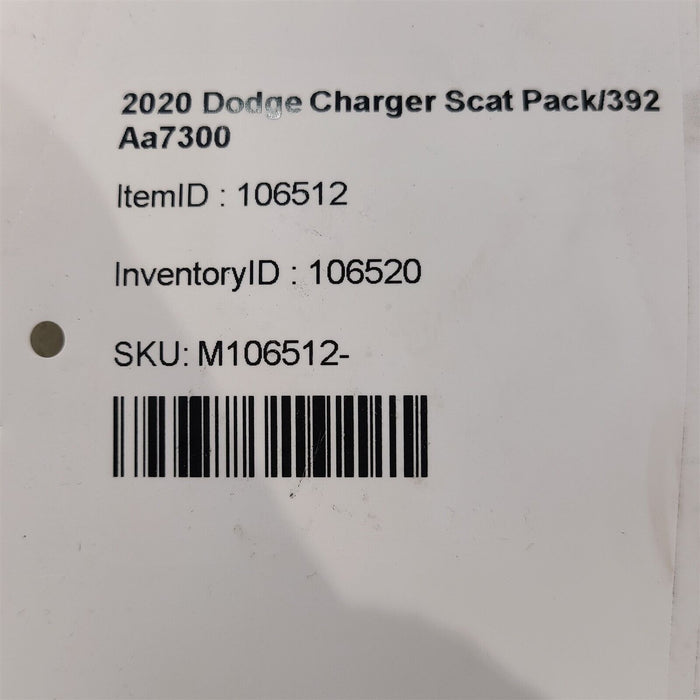 2020 Dodge Charger Scat Pack/392
Aa7300
ItemID : 106512
InventoryID : 106520
SKU: M106512-